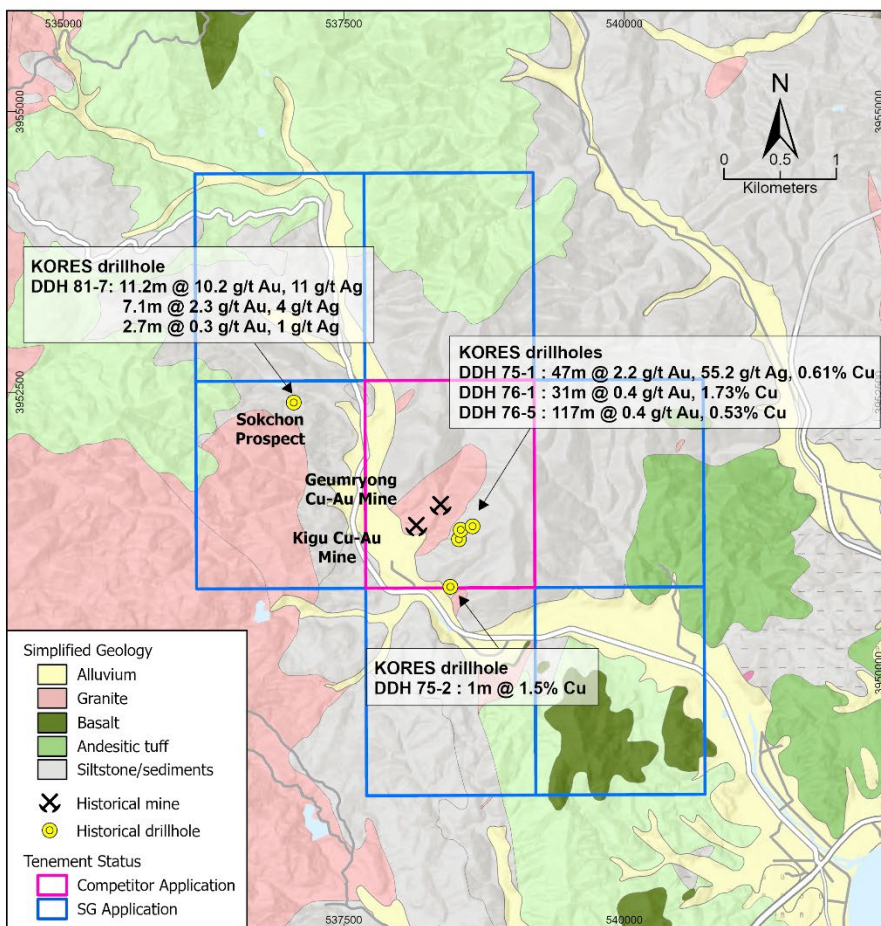 535000
537500
540000
3955000
3955000
N
0 0.5 1
Kilometers
KORES drillhole
DDH 81-7: 11.2m @ 10.2 g/t Au, 11 g/t Ag
7.1m @ 2.3 g/t Au, 4 g/t Ag
2.7m @ 0.3 g/t Au, 1 g/t Ag
KORES drillholes
DDH 75-1 : 47m @ 2.2 g/t Au, 55.2 g/t Ag, 0.61% Cu
DDH 76-1 : 31m @ 0.4 g/t Au, 1.73% Cu
DDH 76-5 : 117m @ 0.4 g/t Au, 0.53% Cu
3952500
3952500
Sokchon
Prospect
Geumryong
Cu-Au Mine
Kigu Cu-Au
Mine
KORES drillhole
DDH 75-2 : 1m @ 1.5% Cu
3950000
Simplified Geology
Alluvium
Granite
Basalt
Andesitic tuff
Siltstone/sediments
Historical mine
Historical drillhole
Tenement Status
Competitor Application
SG Application
537500
540000